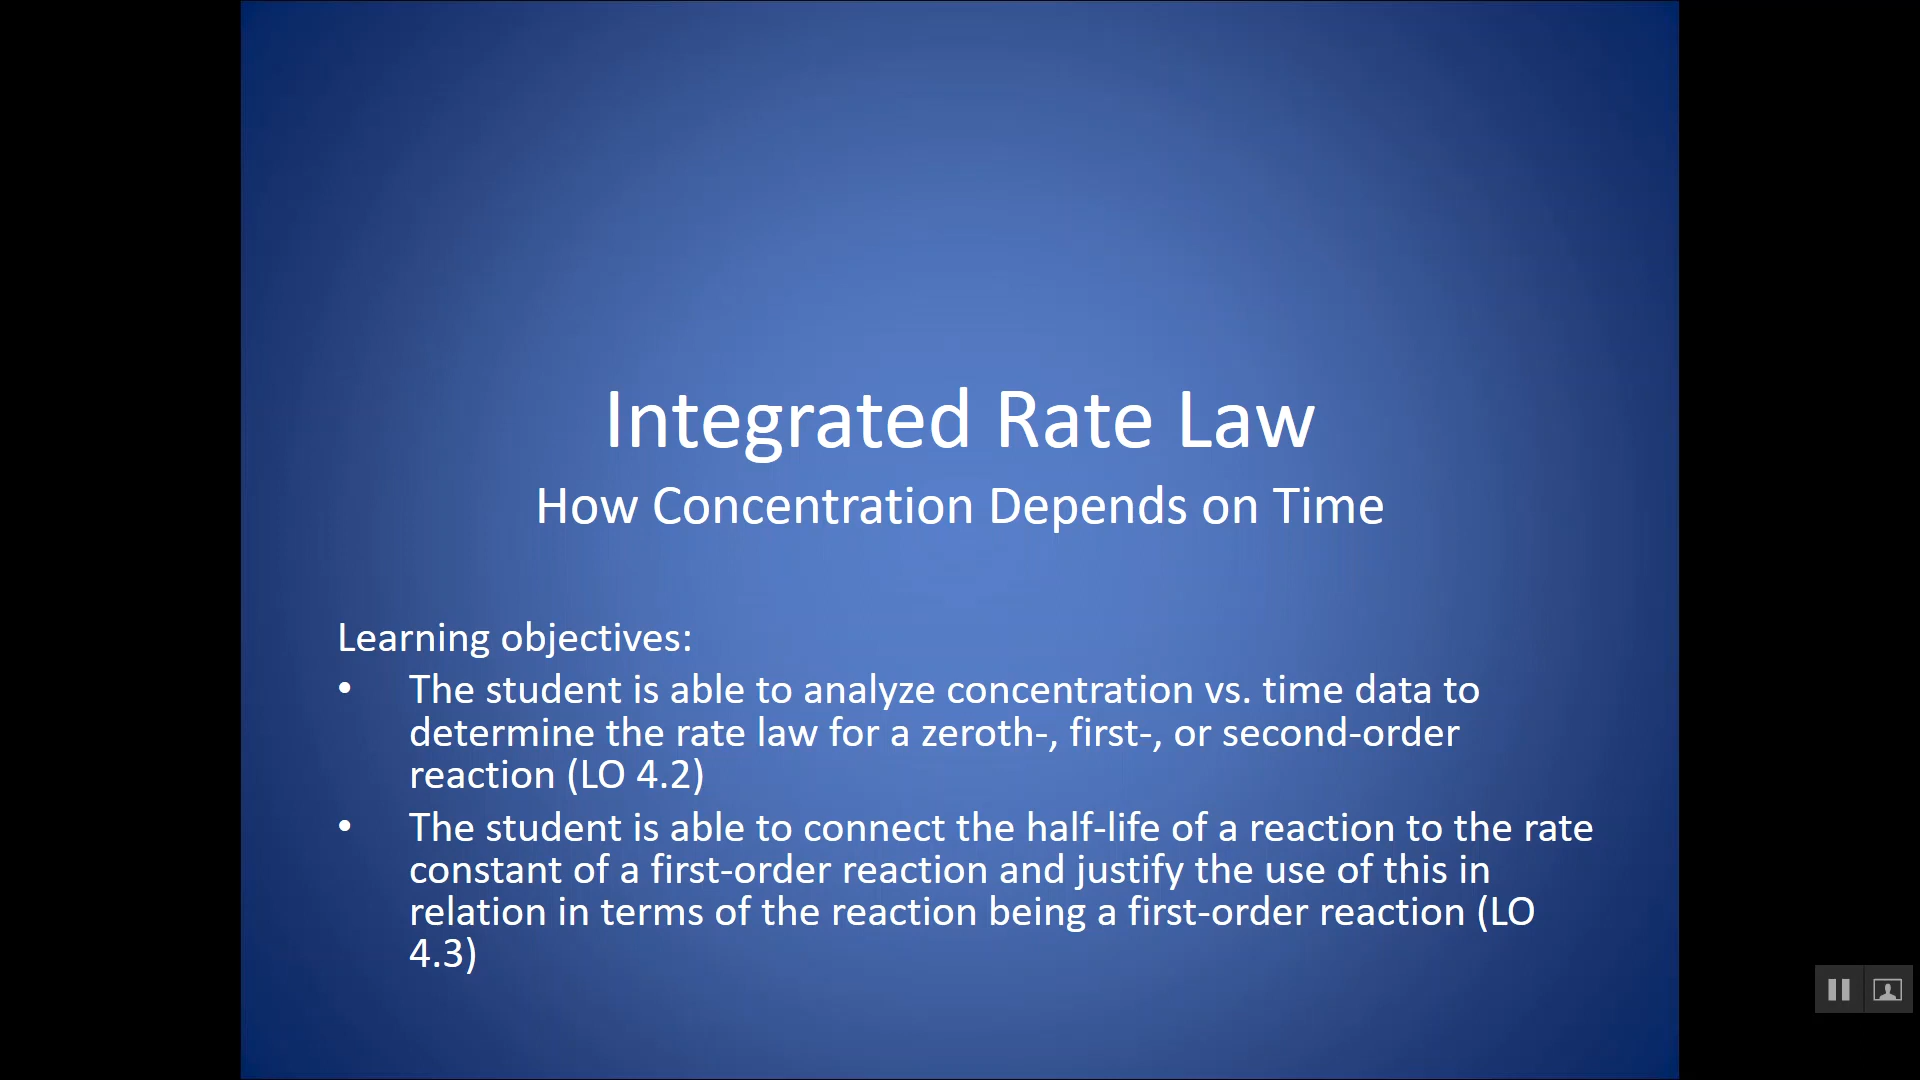 Integrated Rate Law
How Concentration Depends on Time
Learning objectives:
• The student is able to analyze concentration vs. time data to
determine the rate law for a zeroth-, first-, or second-order
reaction (LO 4.2)
• The student is able to connect the half-life of a reaction to the rate
constant of a first-order reaction and justify the use of this in
relation in terms of the reaction being a first-order reaction (LO
4.3)